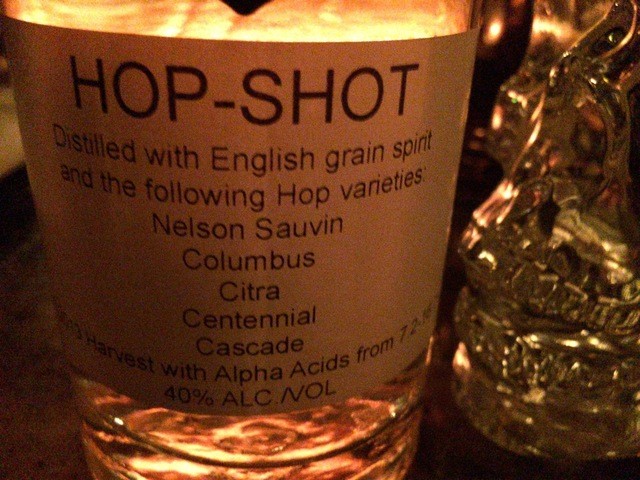 HOP-SHOT
Distilled with English grain spirit
and the following Hop varieties:
Nelson Sauvin
Columbus
Citra
Centennial
Cascade
Harvest with Alpha Acids from
40% ALC./VOL